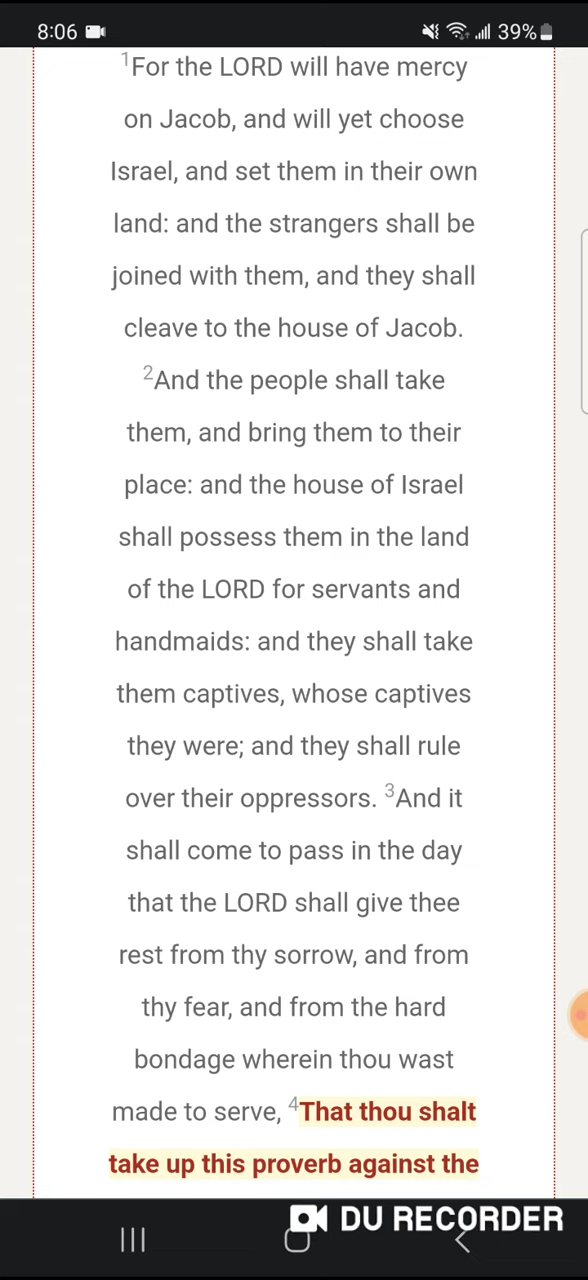 8:06 39%
1For the LORD will have mercy
on Jacob, and will yet choose
Israel, and set them in their own
land: and the strangers shall be
joined with them, and they shall
cleave to the house of Jacob.
2And the people shall take
them, and bring them to their
place: and the house of Israel
shall possess them in the land
of the LORD for servants and
handmaids: and they shall take
them captives, whose captives
they were; and they shall rule
over their oppressors. 3And it
shall come to pass in the day
that the LORD shall give thee
rest from thy sorrow, and from
thy fear, and from the hard
bondage wherein thou wast
made to serve, 4That thou shalt
take up this proverb against the
DU RECORDER